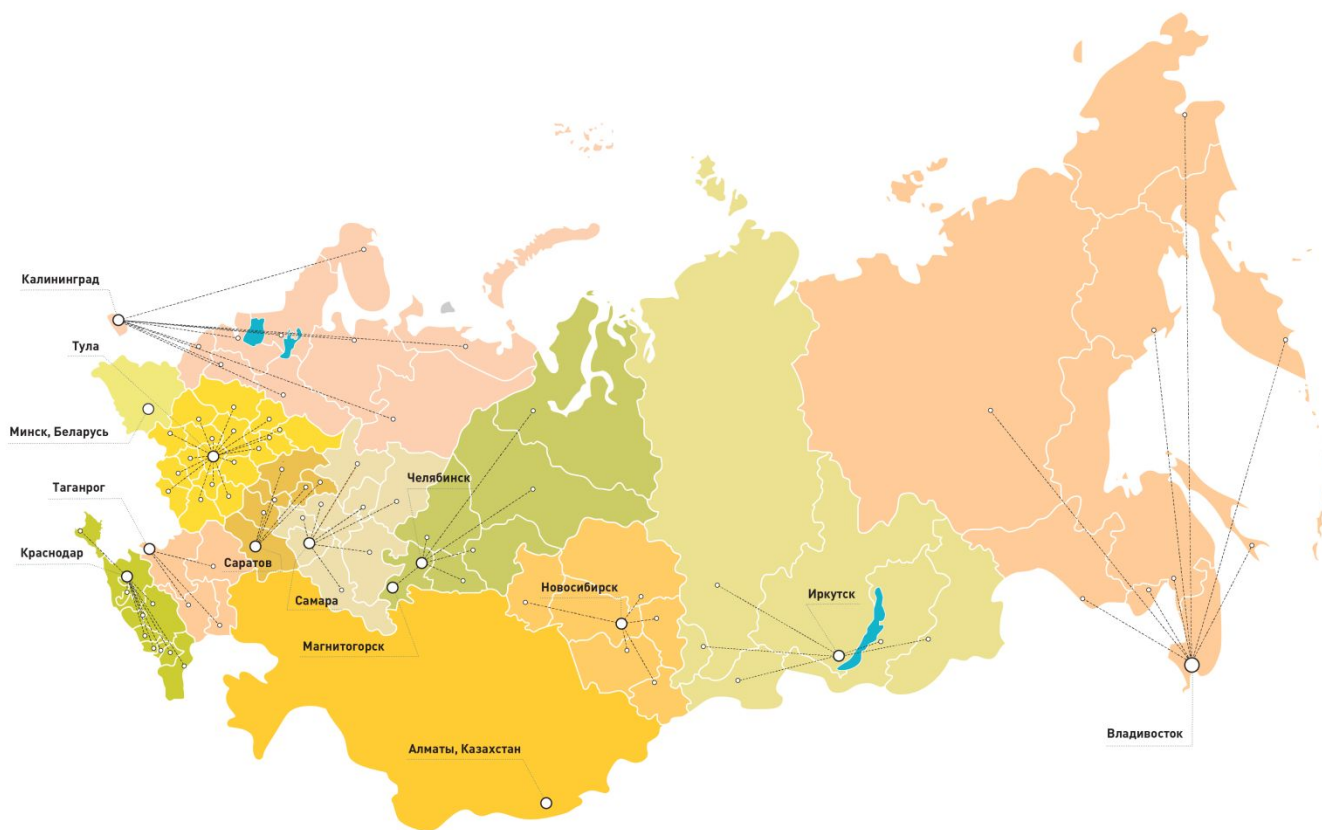 Калининград
Тула
Минск, Беларусь
Таганрог
Челябинск
Краснодар
Саратов
Самара
Новосибирск
Иркутск
Магнитогорск
Владивосток
Алматы, Казахстан